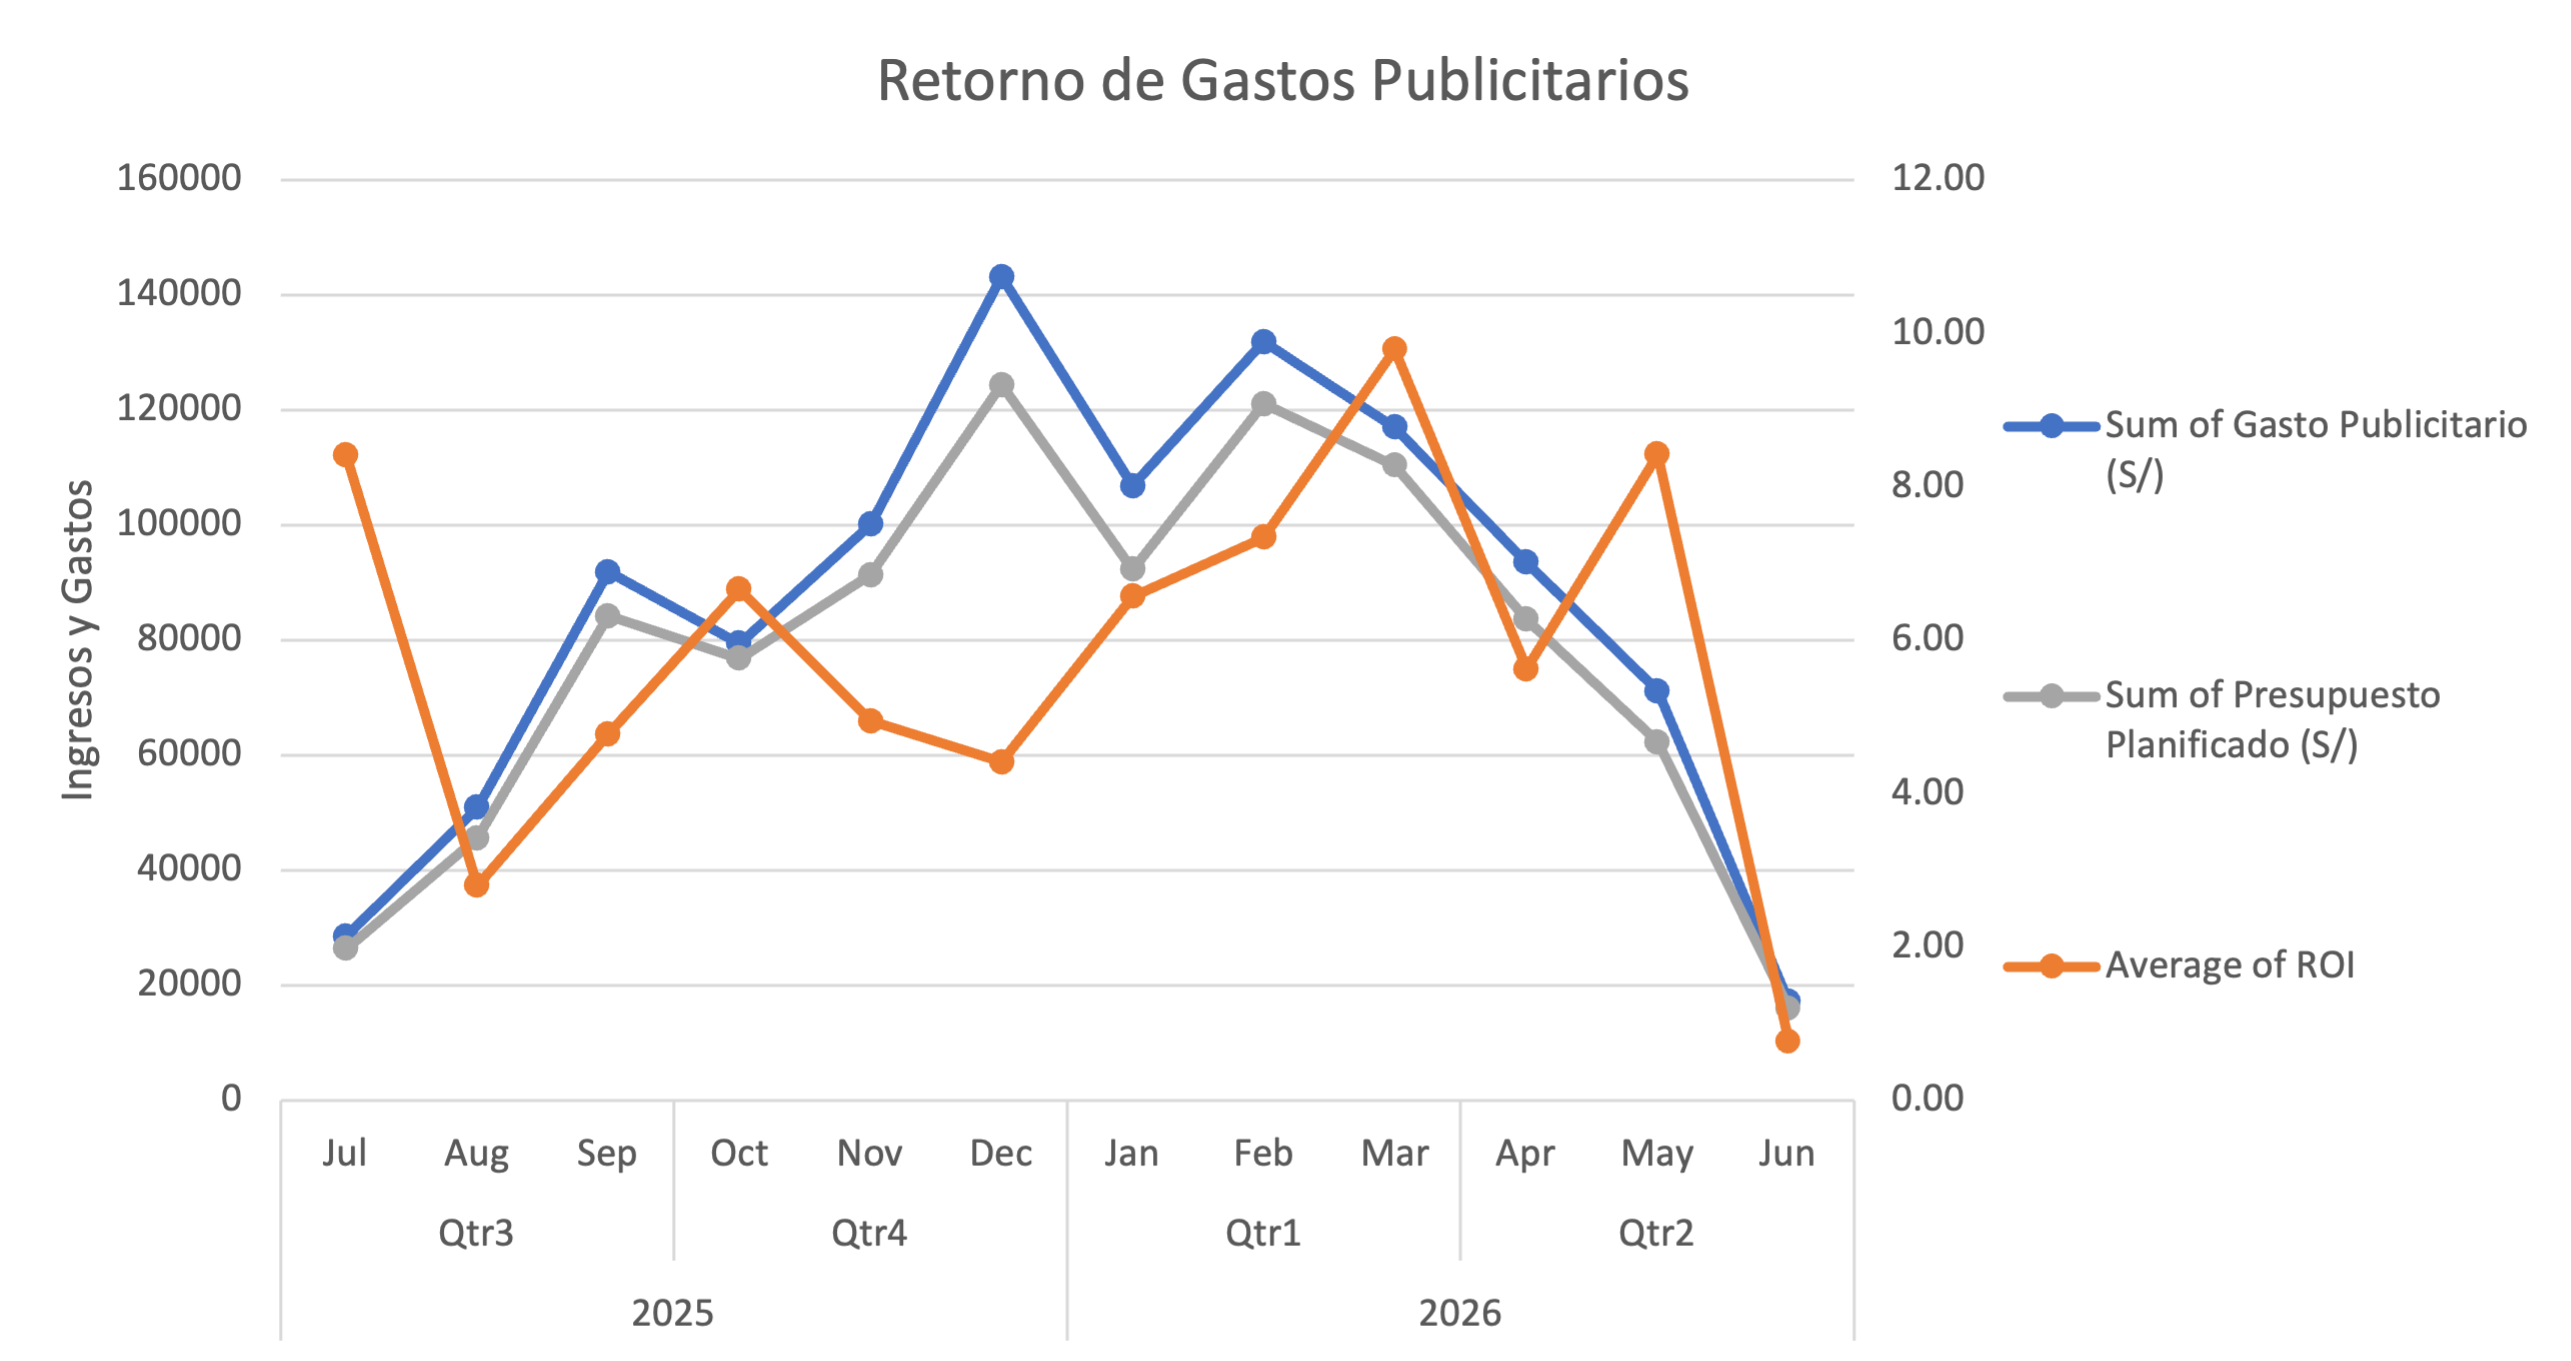 Retorno de Gastos Publicitarios
Ingresos y Gastos
160000
140000
120000
100000
80000
60000
40000
20000
0
12.00
10.00
8.00
6.00
4.00
2.00
0.00
Jul Aug Sep Oct Nov Dec Jan Feb Mar Apr May Jun
Qtr3 Qtr4 Qtr1 Qtr2
2025 2026
Sum of Gasto Publicitario
(S/)
Sum of Presupuesto
Planificado (S/)
Average of ROI